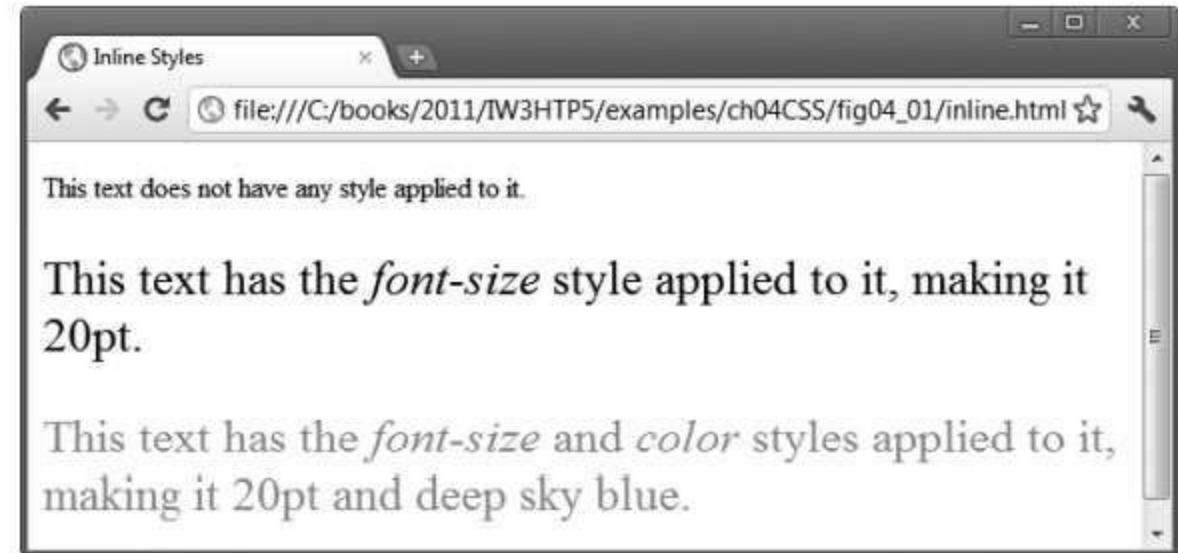 Inline Styles
file:///C:/books/2011/IW3HTP5/examples/ch04CSS/fig04_01/inline.html
This text does not have any style applied to it.
This text has the font-size style applied to it, making it
20pt.
This text has the font-size and color styles applied to it,
making it 20pt and deep sky blue.